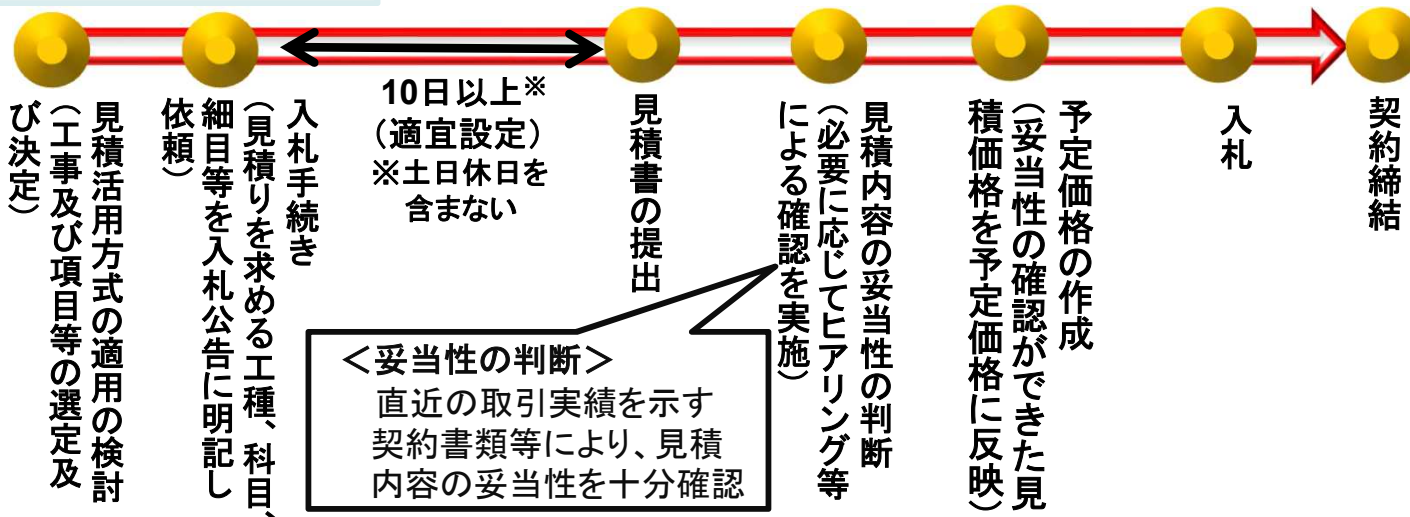 見積活用方式の適用の検討
（工事及び項目等の選定及
び決定）
入札手続き
（見積りを求める工種、科目、
細目等を入札公告に明記し
依頼）
10日以上※
（適宜設定）
※土日休日を
含まない
見積書の提出
見積内容の妥当性の判断
（必要に応じてヒアリング等
による確認を実施）
＜妥当性の判断＞
直近の取引実績を示す
契約書類等により、見積
内容の妥当性を十分確認
予定価格の作成
（妥当性の確認ができた見
積価格を予定価格に反映）
入札
契約締結